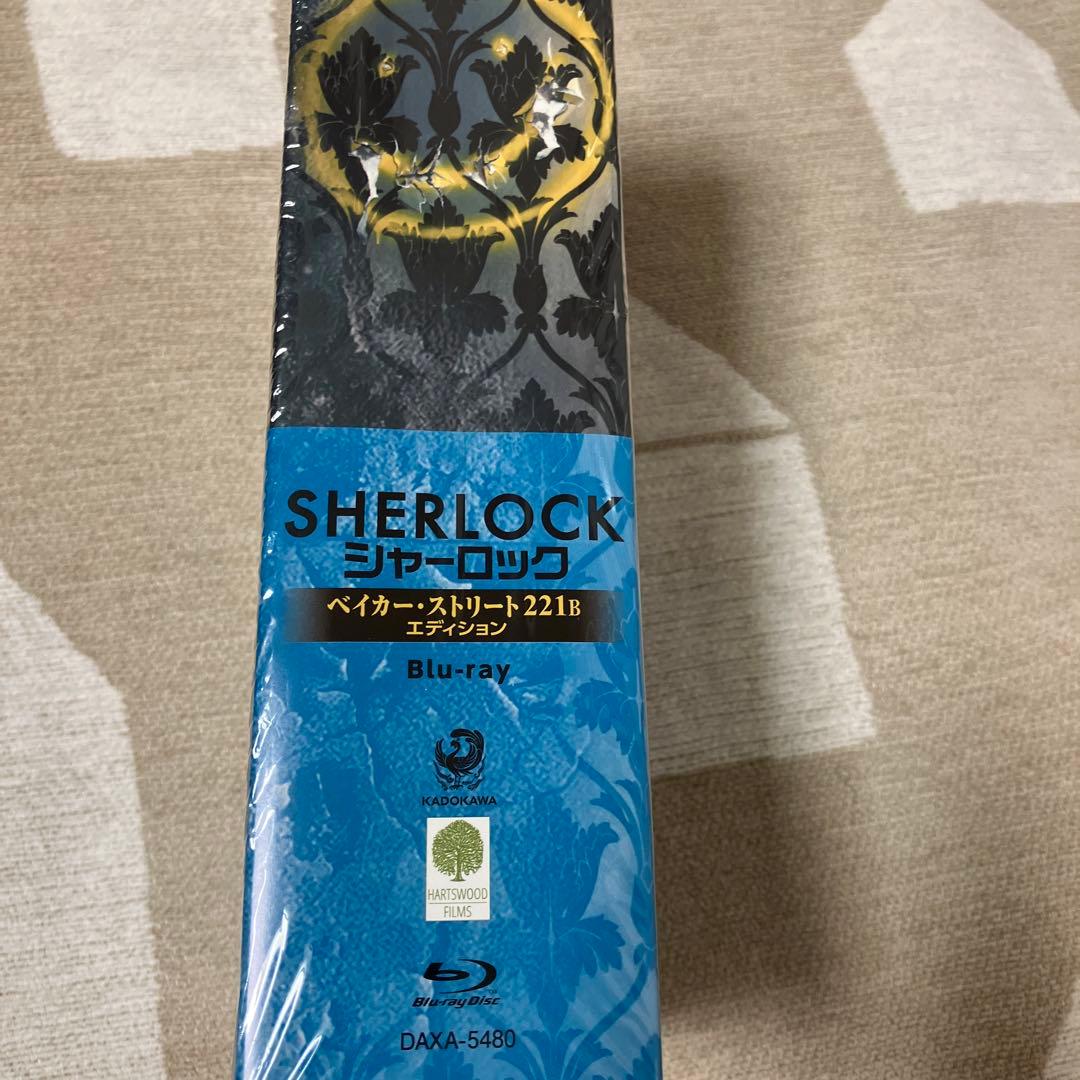 SHERLOCK
シャーロック
ベイカー・ストリート221B
エディション
Blu-ray
KADOKAWA
HARTSWOOD
FILMS
Blu-ray Disc
DAXA-5480